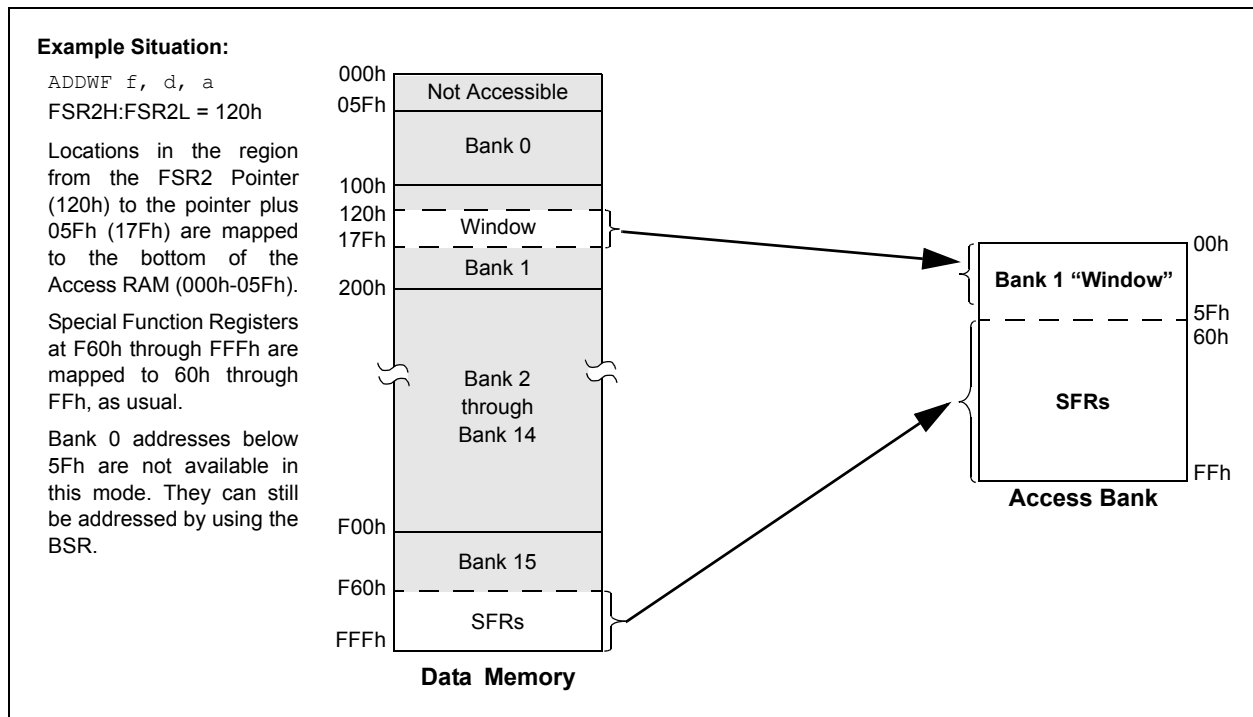 Example Situation:
ADDWF f, d, a
FSR2H:FSR2L = 120h
Locations in the region
from the FSR2 Pointer
(120h) to the pointer plus
05Fh (17Fh) are mapped
to the bottom of the
Access RAM (000h-05Fh).
Special Function Registers
at F60h through FFFh are
mapped to 60h through
FFh, as usual.
Bank 0 addresses below
5Fh are not available in
this mode. They can still
be addressed by using the
BSR.
000h
Not Accessible
05Fh
Bank 0
100h
120h
Window
17Fh
Bank 1
200h
Bank 2
through
Bank 14
F00h
Bank 15
F60h
SFRs
FFFh
Data Memory
00h
Bank 1 “Window”
5Fh
60h
SFRs
FFh
Access Bank